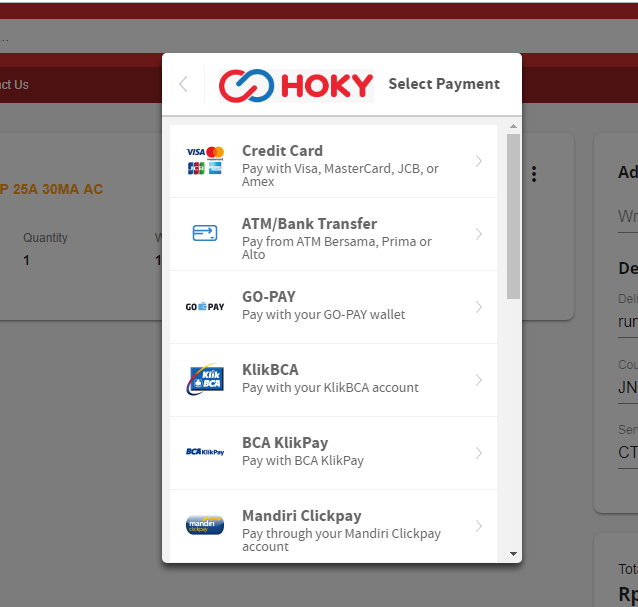 ...
ct Us
HOKY
Select Payment
VISA
JCB
Credit Card
Pay with Visa, MasterCard, JCB, or
Amex
ATM/Bank Transfer
Pay from ATM Bersama, Prima or
Alto
GO PAY
GO-PAY
Pay with your GO-PAY wallet
Klik
BCA
KlikBCA
Pay with your KlikBCA account
BCA KlikPay
BCA KlikPay
Pay with BCA KlikPay
mandiri
clickpay
Mandiri Clickpay
Pay through your Mandiri Clickpay
account
P 25A 30MA AC
Quantity
W
1
1
Ad
Wr
De
Deli
run
Cou
JN
Ser
CT
Tota
Rp